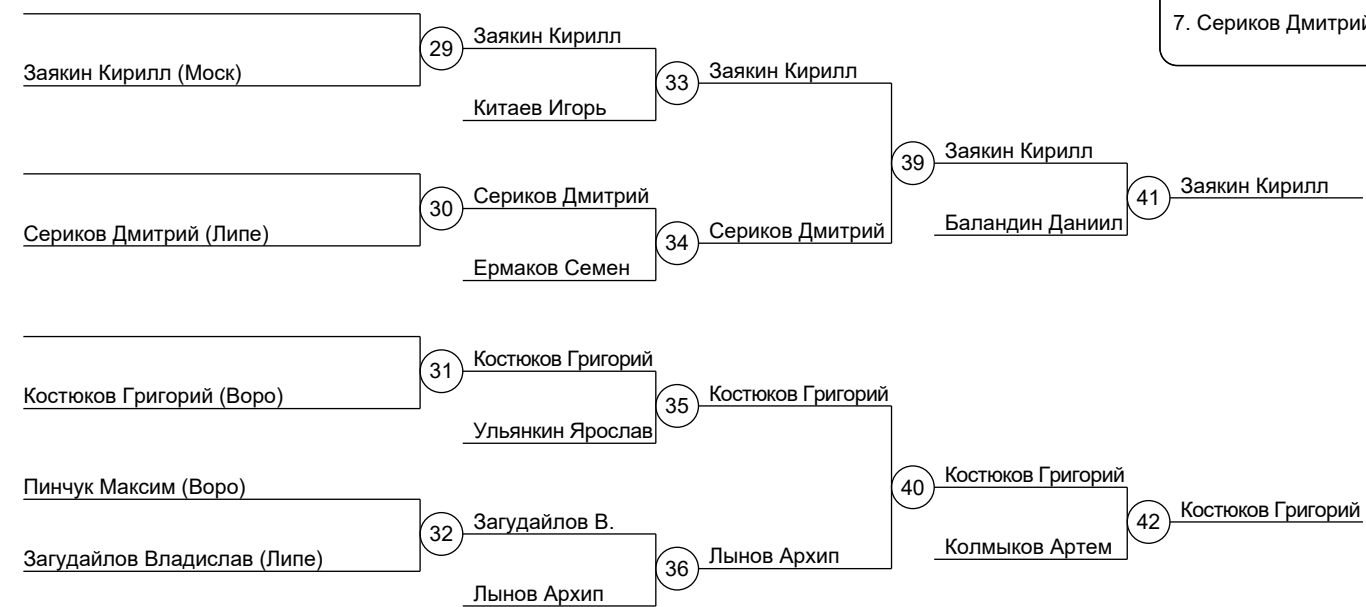 7. Сериков Дмитрий
29
Заякин Кирилл
Заякин Кирилл (Моск)
33
Заякин Кирилл
Китаев Игорь
39
Заякин Кирилл
41
Заякин Кирилл
Баландин Даниил
30
Сериков Дмитрий
Сериков Дмитрий (Липе)
34
Сериков Дмитрий
Ермаков Семен
31
Костюков Григорий
Костюков Григорий (Воро)
35
Костюков Григорий
Ульянкин Ярослав
Пинчук Максим (Воро)
40
Костюков Григорий
42
Костюков Григорий
Колмыков Артем
32
Загудайлов В.
Загудайлов Владислав (Липе)
36
Лынов Архип
Лынов Архип